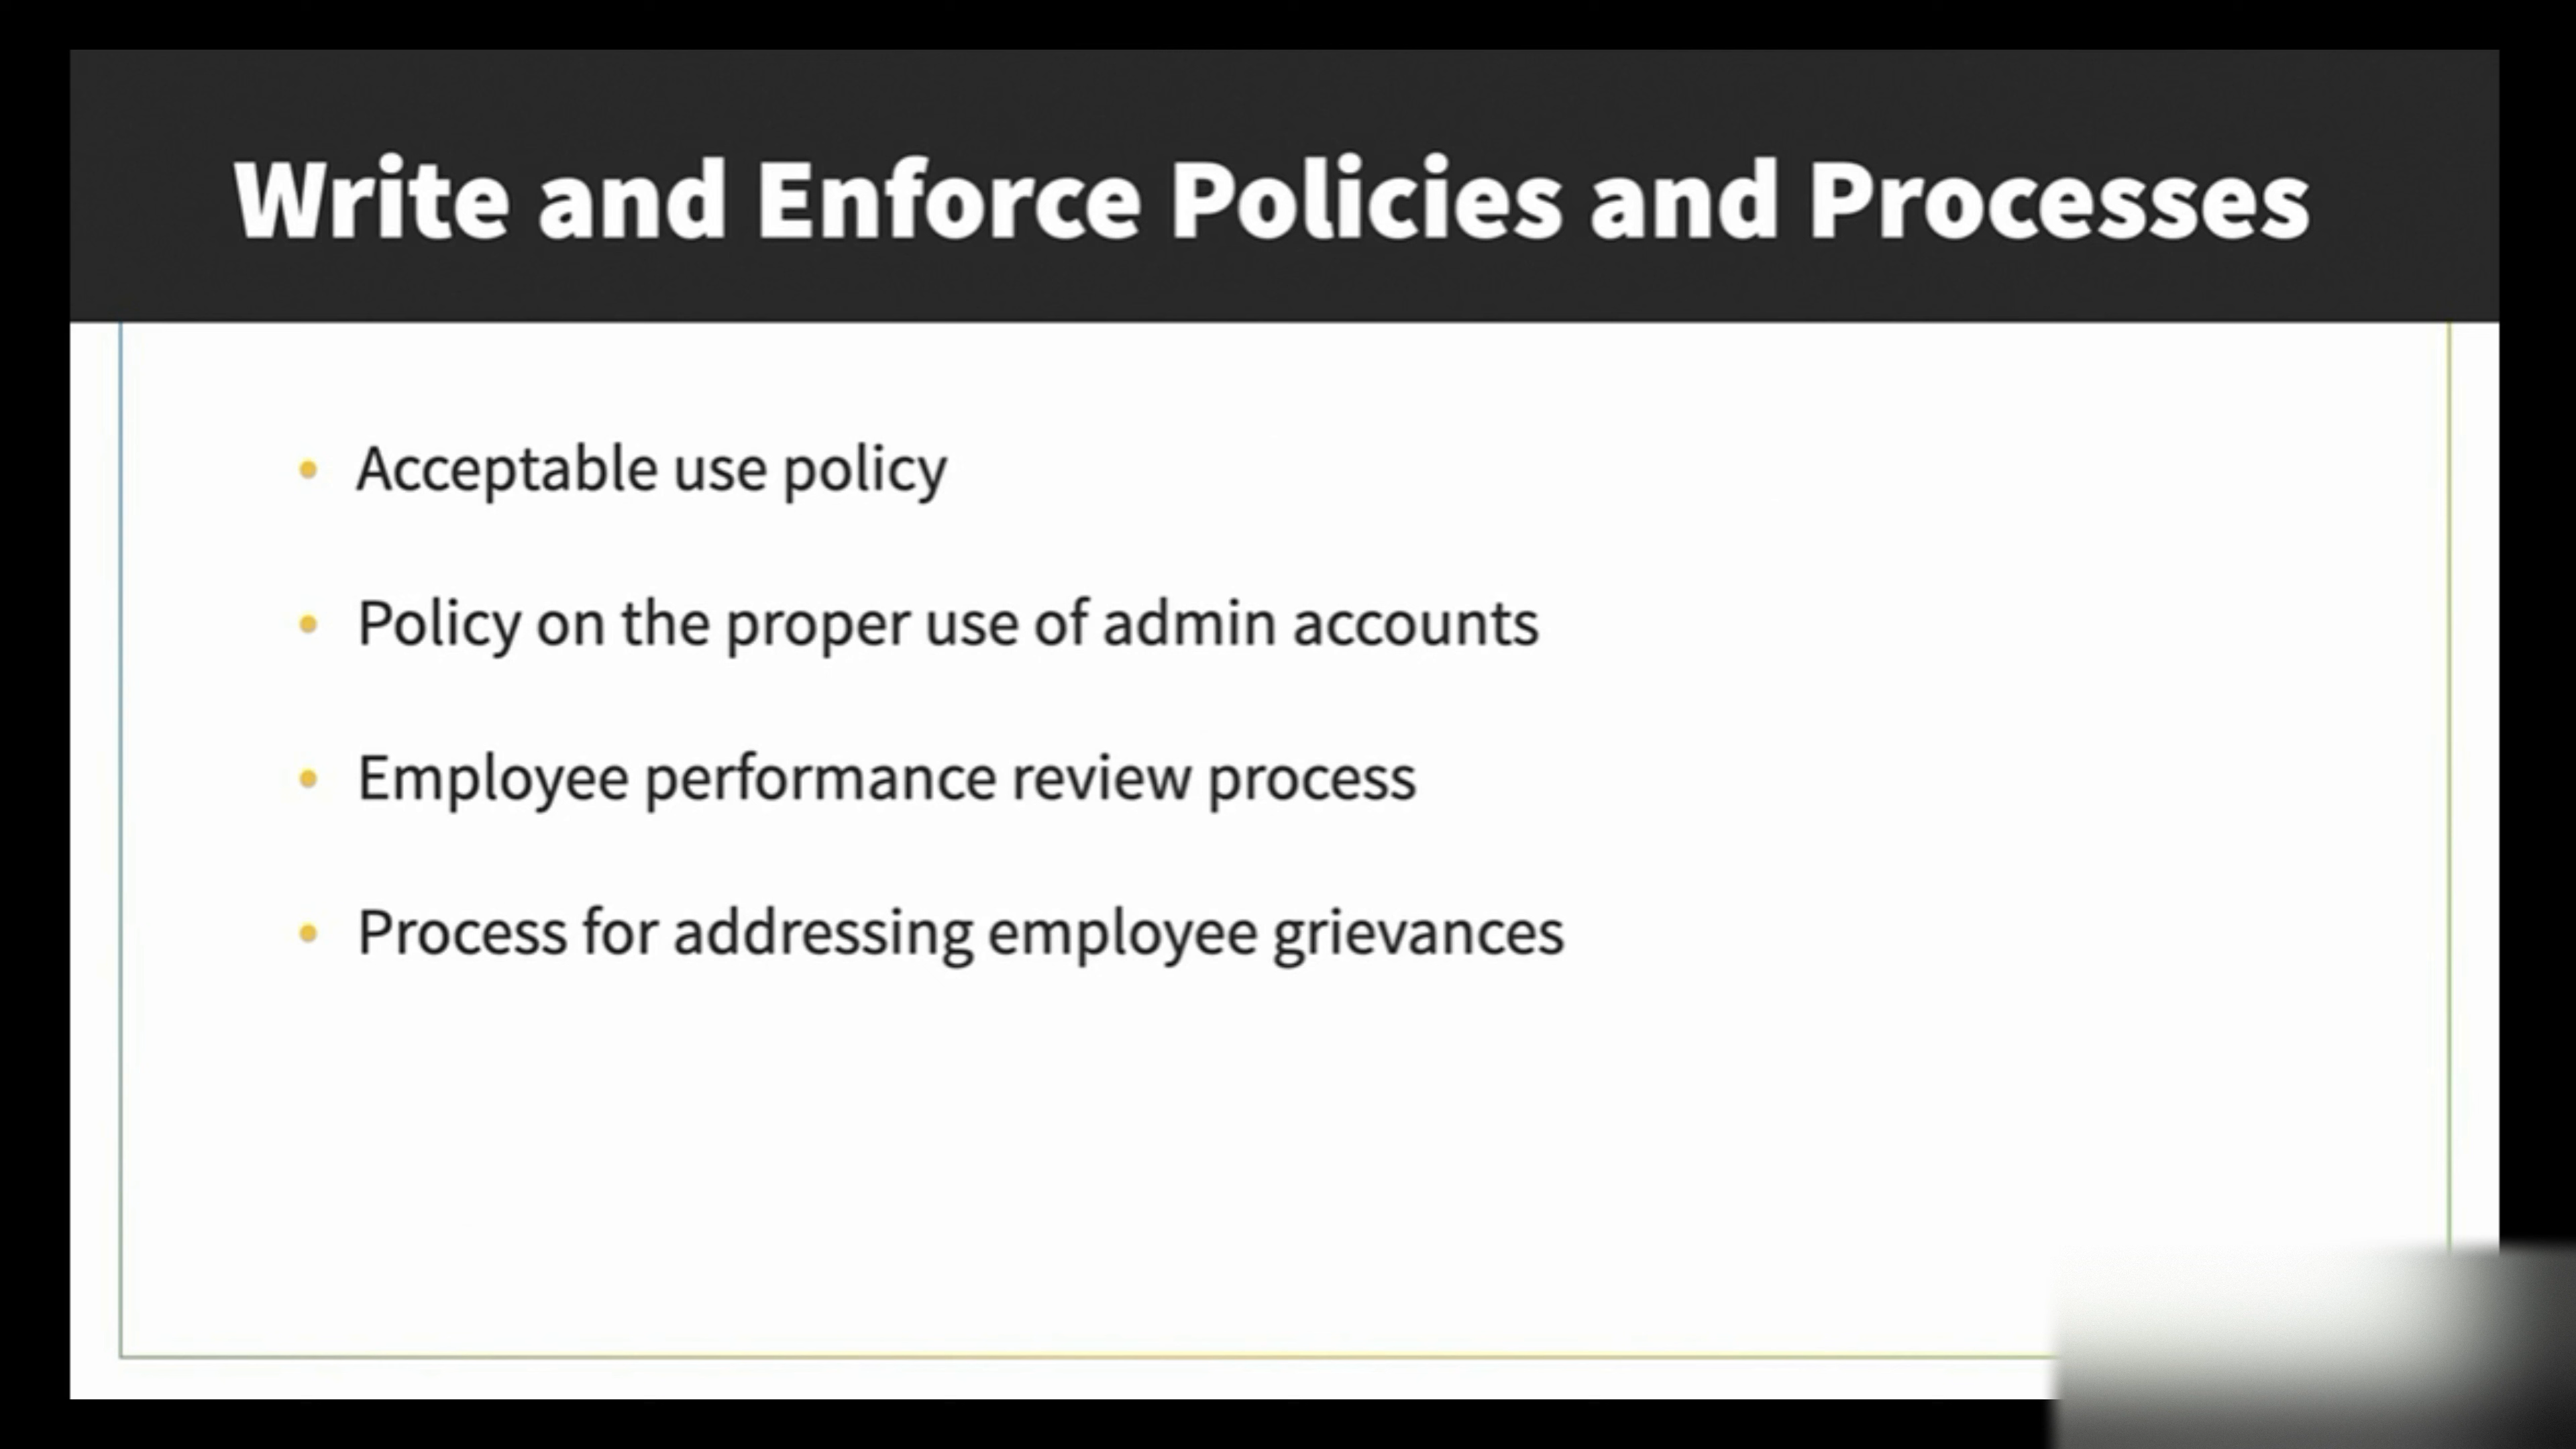 Write and Enforce Policies and Processes
• Acceptable use policy
• Policy on the proper use of admin accounts
• Employee performance review process
• Process for addressing employee grievances